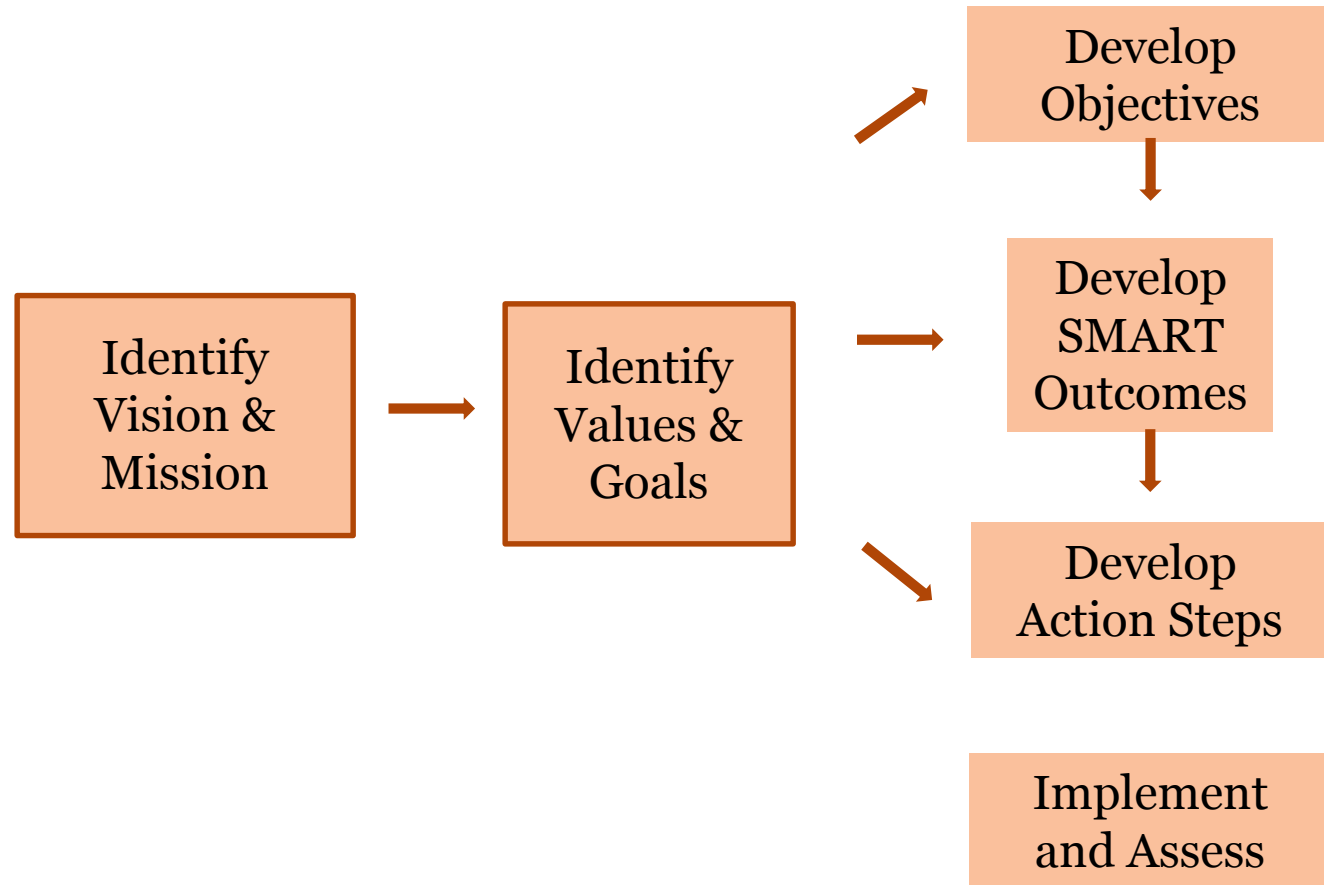 Identify
Vision &
Mission
Identify
Values &
Goals
Develop
Objectives
Develop
SMART
Outcomes
Develop
Action Steps
Implement
and Assess